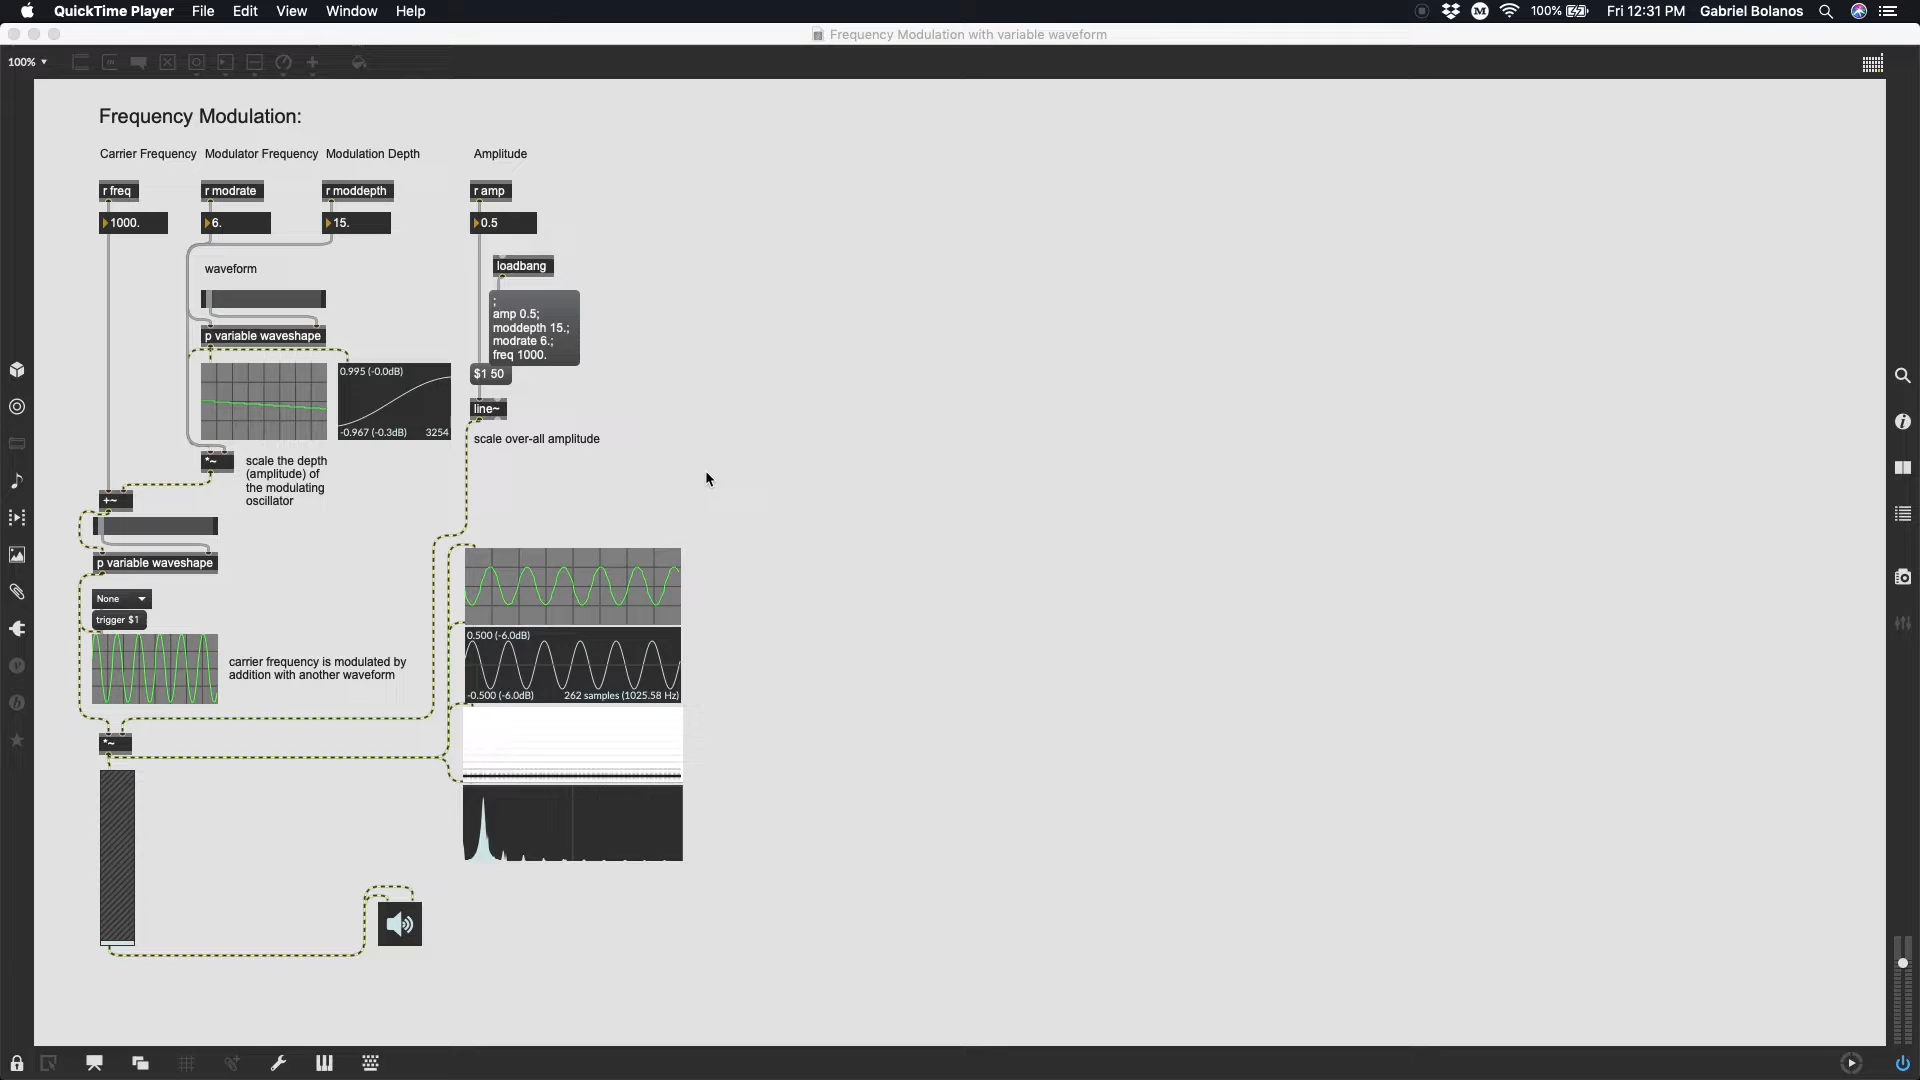 QuickTime Player File Edit View Window Help
100% Fri 12:31 PM Gabriel Bolanos
Frequency Modulation with variable waveform
100%
Frequency Modulation:
Carrier Frequency Modulator Frequency Modulation Depth Amplitude
r freq r modrate r moddepth r amp
1000. 6. 15. 0.5
loadbang
waveform
;
amp 0.5;
moddepth 15.;
modrate 6.;
freq 1000.
p variable waveshape
0.995 (-0.0dB)
$1 50
line~
-0.967 (-0.3dB) 3254
scale over-all amplitude
*~
scale the depth
(amplitude) of
the modulating
oscillator
+~
p variable waveshape
None
trigger $1
0.500 (-6.0dB)
carrier frequency is modulated by
addition with another waveform
-0.500 (-6.0dB) 262 samples (1025.58 Hz)
*~